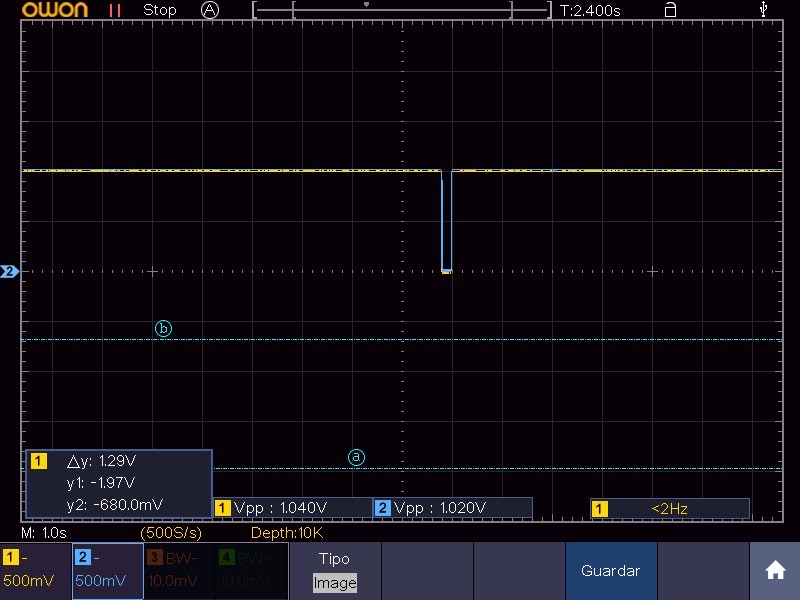 OWON Stop A T:2.400s
2
b
a
1 △y: 1.29V
y1: -1.97V
y2: -680.0mV
1 Vpp : 1.040V 2 Vpp : 1.020V 1 <2Hz
M: 1.0s (500S/s) Depth:10K
1 - 2 - 3 BW- 4 BW- Tipo
500mV 500mV 10.0mV 10.0mV Image
Guardar